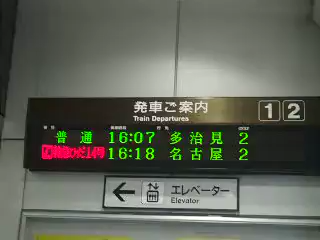 発車ご案内
Train Departures
1 2
普通 16:07 多治見 2
16:18 名古屋 2
エレベーター
Elevator